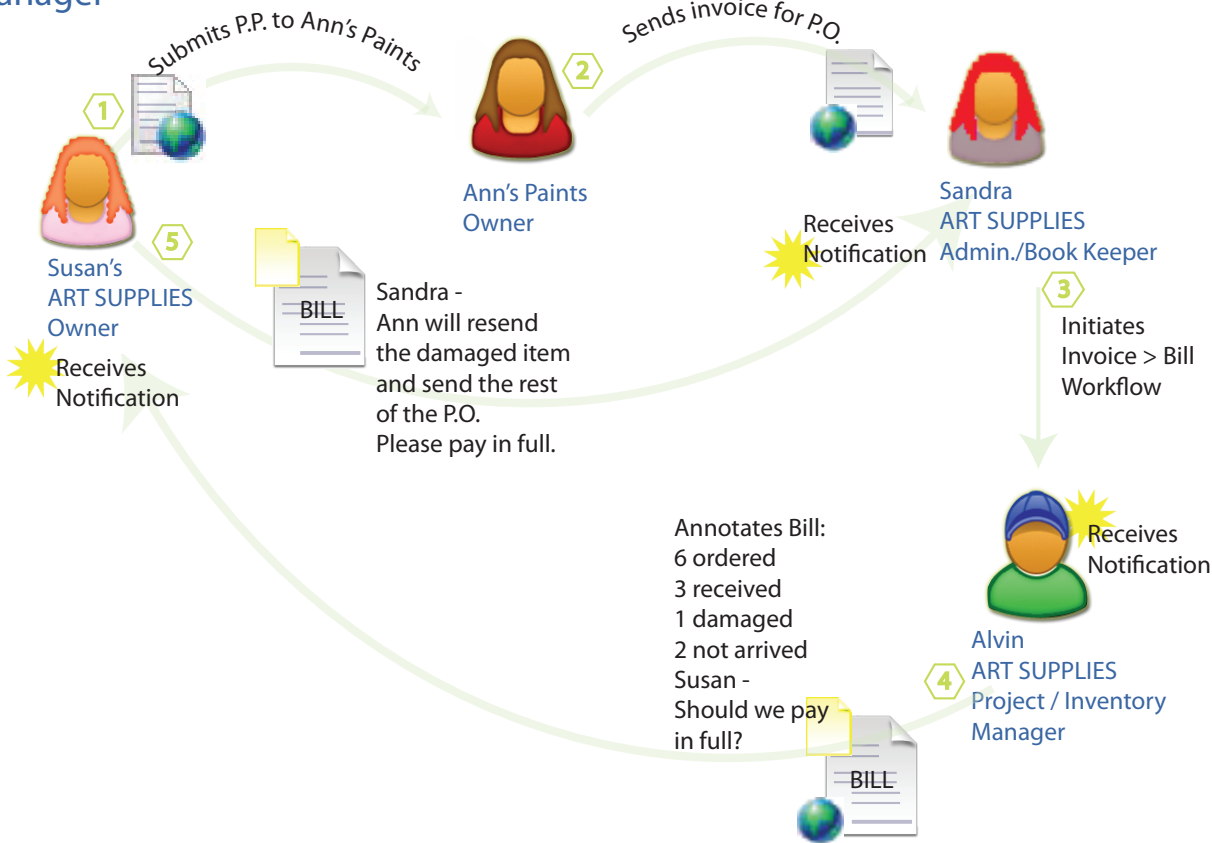 Submits P.P. to Ann's Paints
Sends invoice for P.O.
1
2
Ann's Paints
Owner
Sandra
ART SUPPLIES
Admin./Book Keeper
Receives
Notification
5
Susan's
ART SUPPLIES
Owner
Receives
Notification
BILL
Sandra -
Ann will resend
the damaged item
and send the rest
of the P.O.
Please pay in full.
3
Initiates
Invoice > Bill
Workflow
Receives
Notification
Alvin
ART SUPPLIES
Project / Inventory
Manager
4
Annotates Bill:
6 ordered
3 received
1 damaged
2 not arrived
Susan -
Should we pay
in full?
BILL